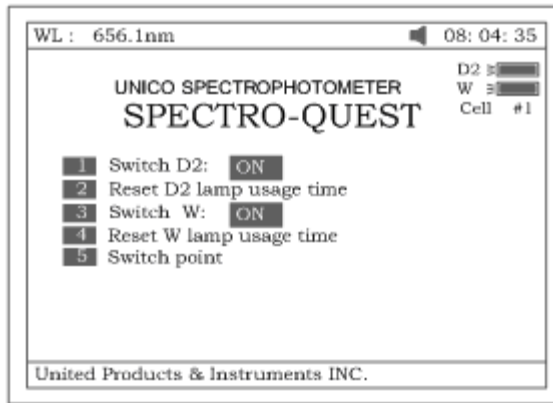 WL : 656.1nm 08: 04: 35
D2
UNICO SPECTROPHOTOMETER W
SPECTRO-QUEST Cell #1
1 Switch D2: ON
2 Reset D2 lamp usage time
3 Switch W: ON
4 Reset W lamp usage time
5 Switch point
United Products & Instruments INC.